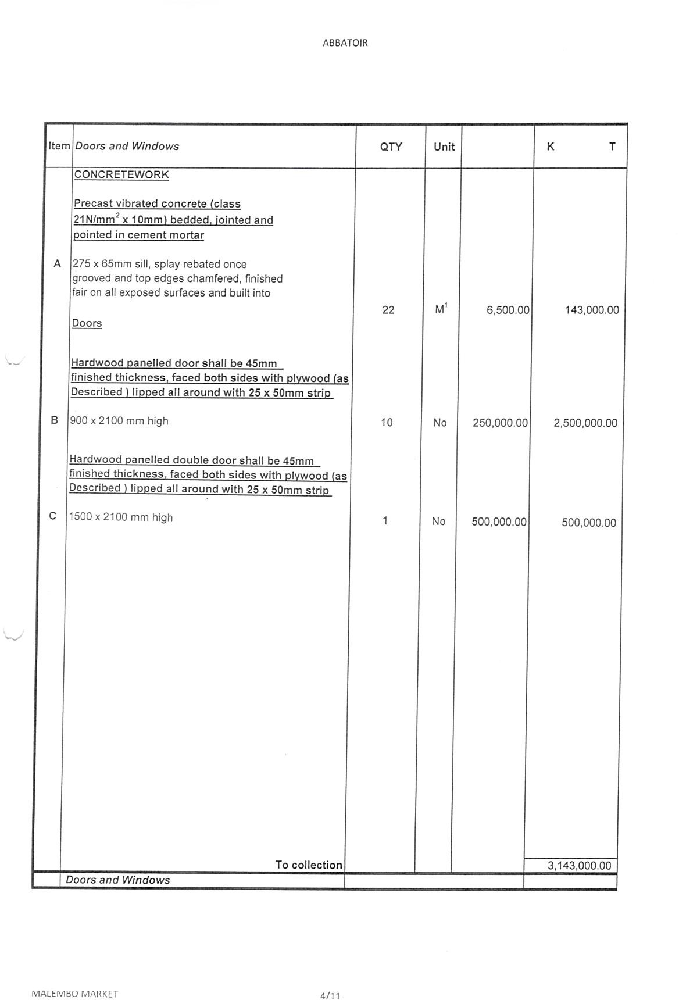 ABBATOIR
Item Doors and Windows QTY Unit K T
CONCRETEWORK
Precast vibrated concrete (class
21N/mm² x 10mm) bedded, jointed and
pointed in cement mortar
A 275 x 65mm sill, splay rebated once
grooved and top edges chamfered, finished
fair on all exposed surfaces and built into
22 M¹ 6,500.00 143,000.00
Doors
Hardwood panelled door shall be 45mm
finished thickness, faced both sides with plywood (as
Described ) lipped all around with 25 x 50mm strip
B 900 x 2100 mm high 10 No 250,000.00 2,500,000.00
Hardwood panelled double door shall be 45mm
finished thickness, faced both sides with plywood (as
Described ) lipped all around with 25 x 50mm strip
C 1500 x 2100 mm high 1 No 500,000.00 500,000.00
To collection 3,143,000.00
Doors and Windows
MALEMBO MARKET 4/11